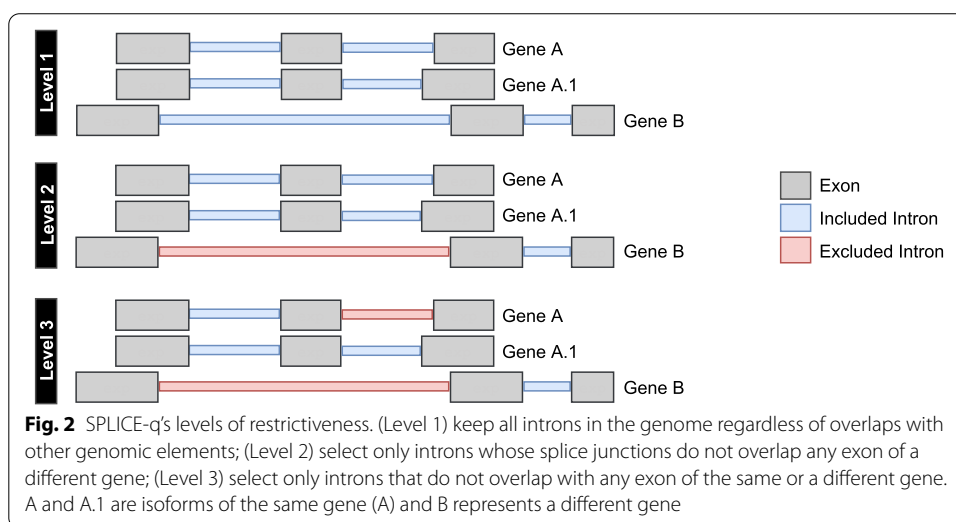 Level 1
Gene A
Gene A.1
Gene B
Level 2
Gene A
Gene A.1
Gene B
Exon
Included Intron
Excluded Intron
Level 3
Gene A
Gene A.1
Gene B
Fig. 2 SPLICE-q's levels of restrictiveness. (Level 1) keep all introns in the genome regardless of overlaps with
other genomic elements; (Level 2) select only introns whose splice junctions do not overlap any exon of a
different gene; (Level 3) select only introns that do not overlap with any exon of the same or a different gene.
A and A.1 are isoforms of the same gene (A) and B represents a different gene